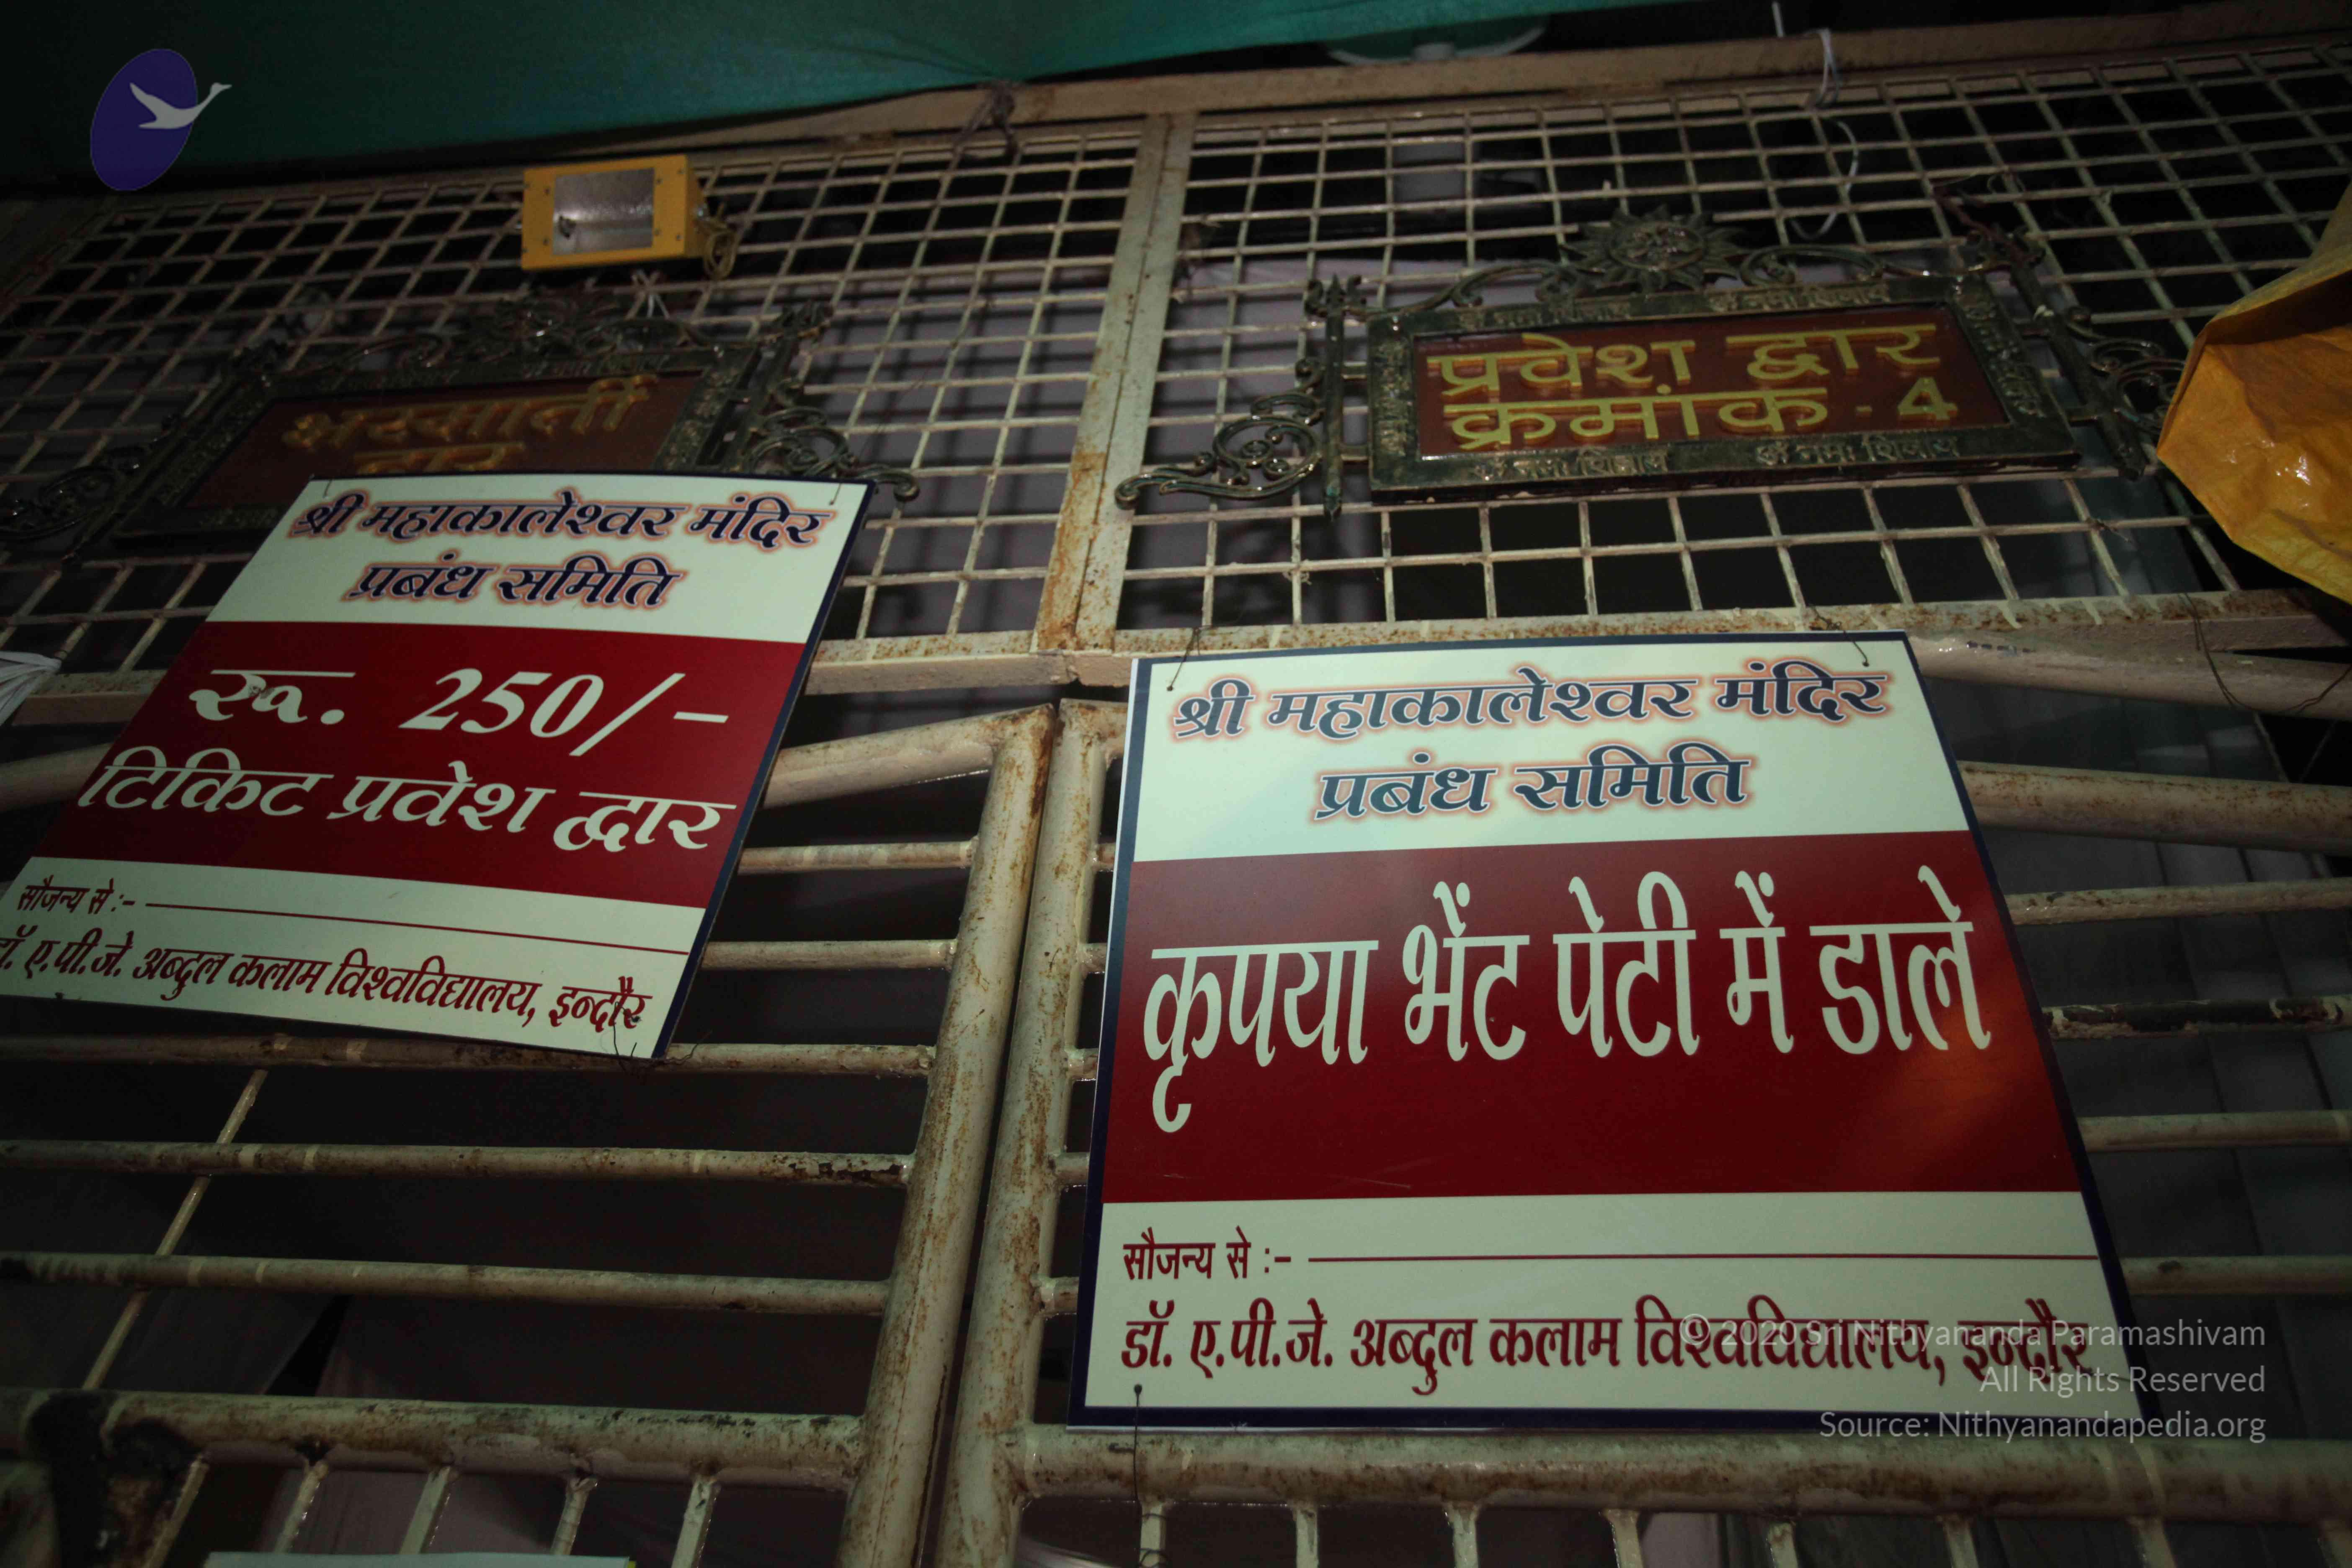 भस्मार्ती
द्वार
प्रवेश द्वार
क्रमांक - 4
श्री महाकालेश्वर मंदिर
प्रबंध समिति
रू. 250/-
टिकिट प्रवेश द्वार
सौजन्य से :-
डॉ. ए.पी.जे. अब्दुल कलाम विश्वविद्यालय, इन्दौर
श्री महाकालेश्वर मंदिर
प्रबंध समिति
कृपया भेंट पेटी में डाले
सौजन्य से :-
डॉ. ए.पी.जे. अब्दुल कलाम विश्वविद्यालय, इन्दौर
© 2020 Sri Nithyananda Paramashivam
All Rights Reserved
Source: Nithyanandapedia.org